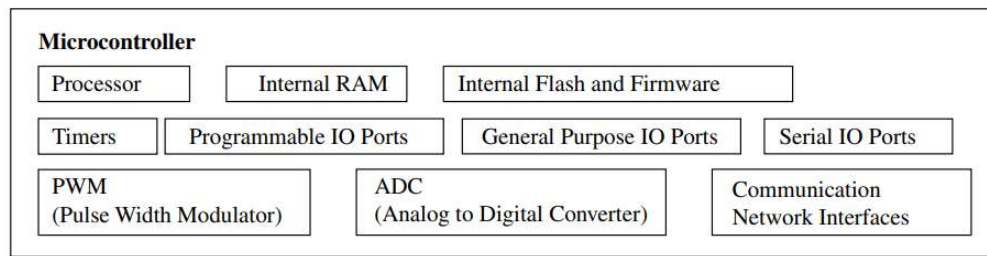 Microcontroller
Processor Internal RAM Internal Flash and Firmware
Timers Programmable IO Ports General Purpose IO Ports Serial IO Ports
PWM
(Pulse Width Modulator)
ADC
(Analog to Digital Converter)
Communication
Network Interfaces